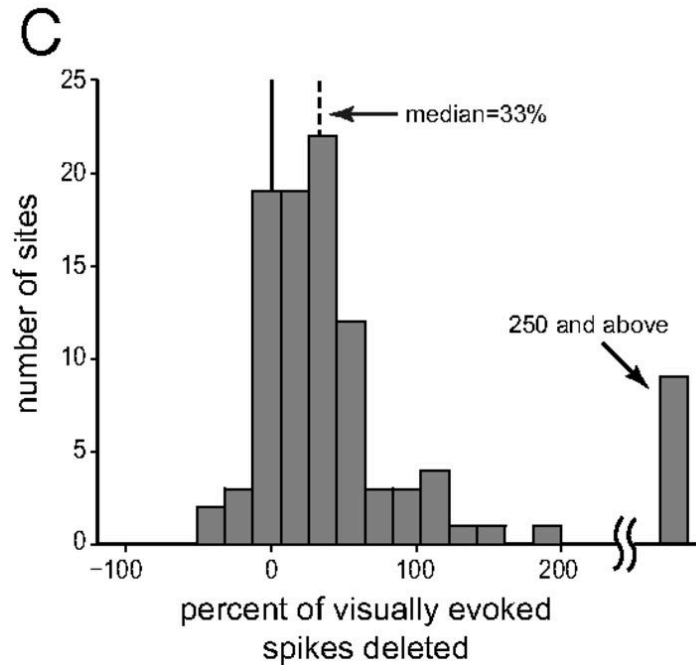 C
25
median=33%
20
15
number of sites
250 and above
10
5
0
−100
0
100
200
percent of visually evoked
spikes deleted